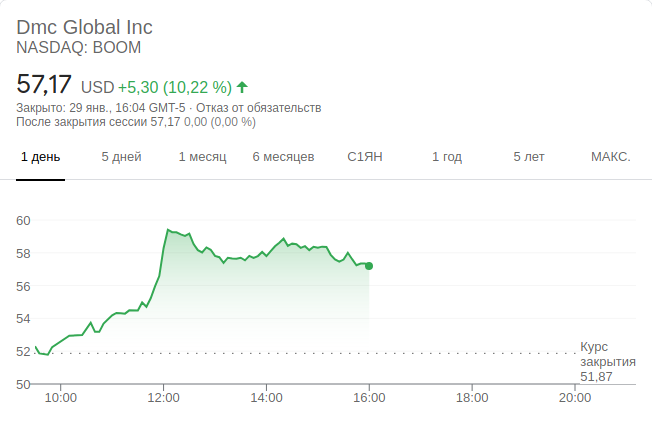 Dmc Global Inc
NASDAQ: BOOM
57,17 USD +5,30 (10,22 %)
Закрыто: 29 янв., 16:04 GMT-5 · Отказ от обязательств
После закрытия сессии 57,17 0,00 (0,00 %)
1 день 5 дней 1 месяц 6 месяцев С1ЯН 1 год 5 лет МАКС.
60
58
56
54
52
50
Курс
закрытия
51,87
10:00 12:00 14:00 16:00 18:00 20:00